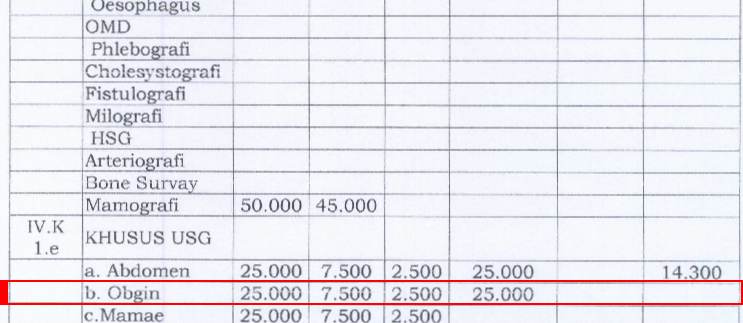 Oesophagus
OMD
Phlebografi
Cholesystografi
Fistulografi
Milografi
HSG
Arteriografi
Bone Survay
Mamografi 50.000 45.000
IV.K 1.e KHUSUS USG
a. Abdomen 25.000 7.500 2.500 25.000 14.300
b. Obgin 25.000 7.500 2.500 25.000
c.Mamae 25.000 7.500 2.500